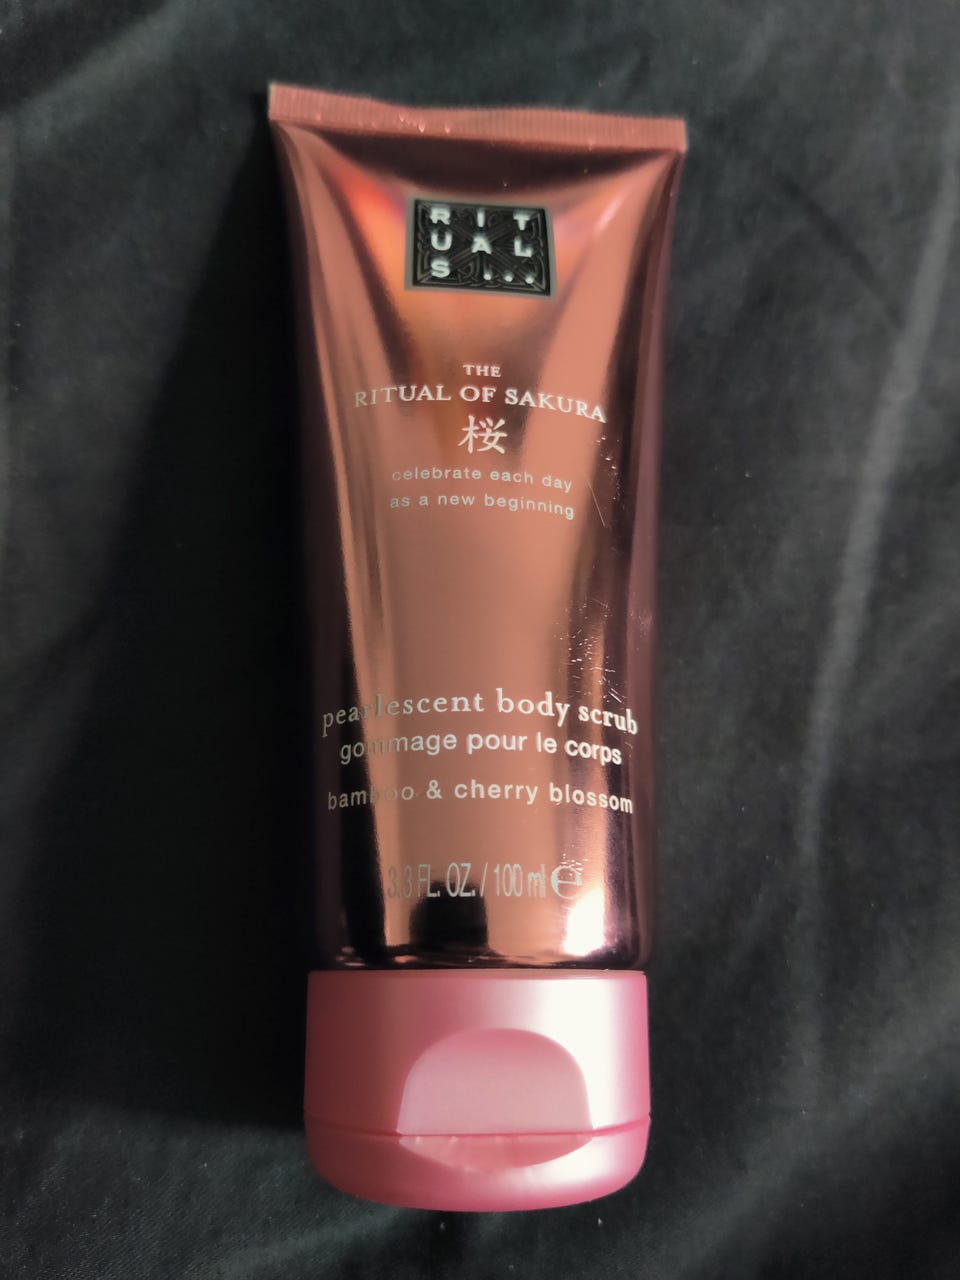 RIT
UAL
S...
THE
RITUAL OF SAKURA
桜
celebrate each day
as a new beginning
pearlescent body scrub
gommage pour le corps
bamboo & cherry blossom
3.3 FL. OZ. / 100 ml ℮